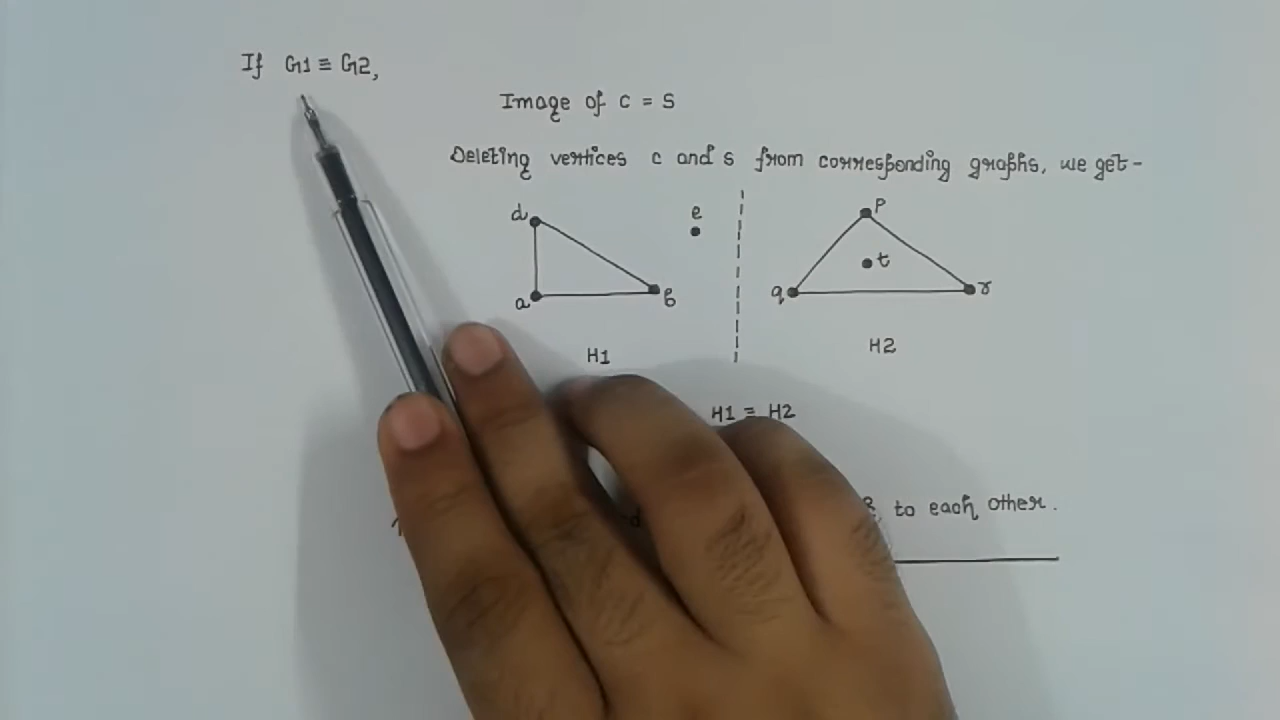 If G1 ≡ G2,
Image of c = s
Deleting vertices c and s from corresponding graphs, we get -
d
e
p
t
a
b
q
r
H1
H2
H1 ≡ H2
to each other.